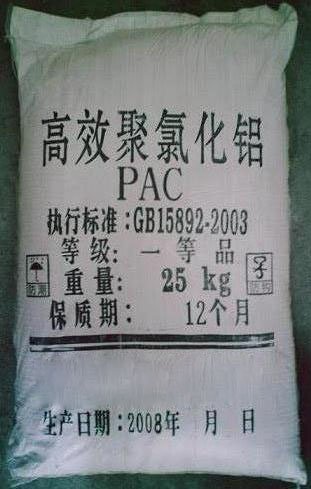 高效聚氯化铝
PAC
执行标准:GB15892-2003
等级: 一等品
重量: 25 kg
保质期: 12个月
防潮
生产日期:2008年 月 日